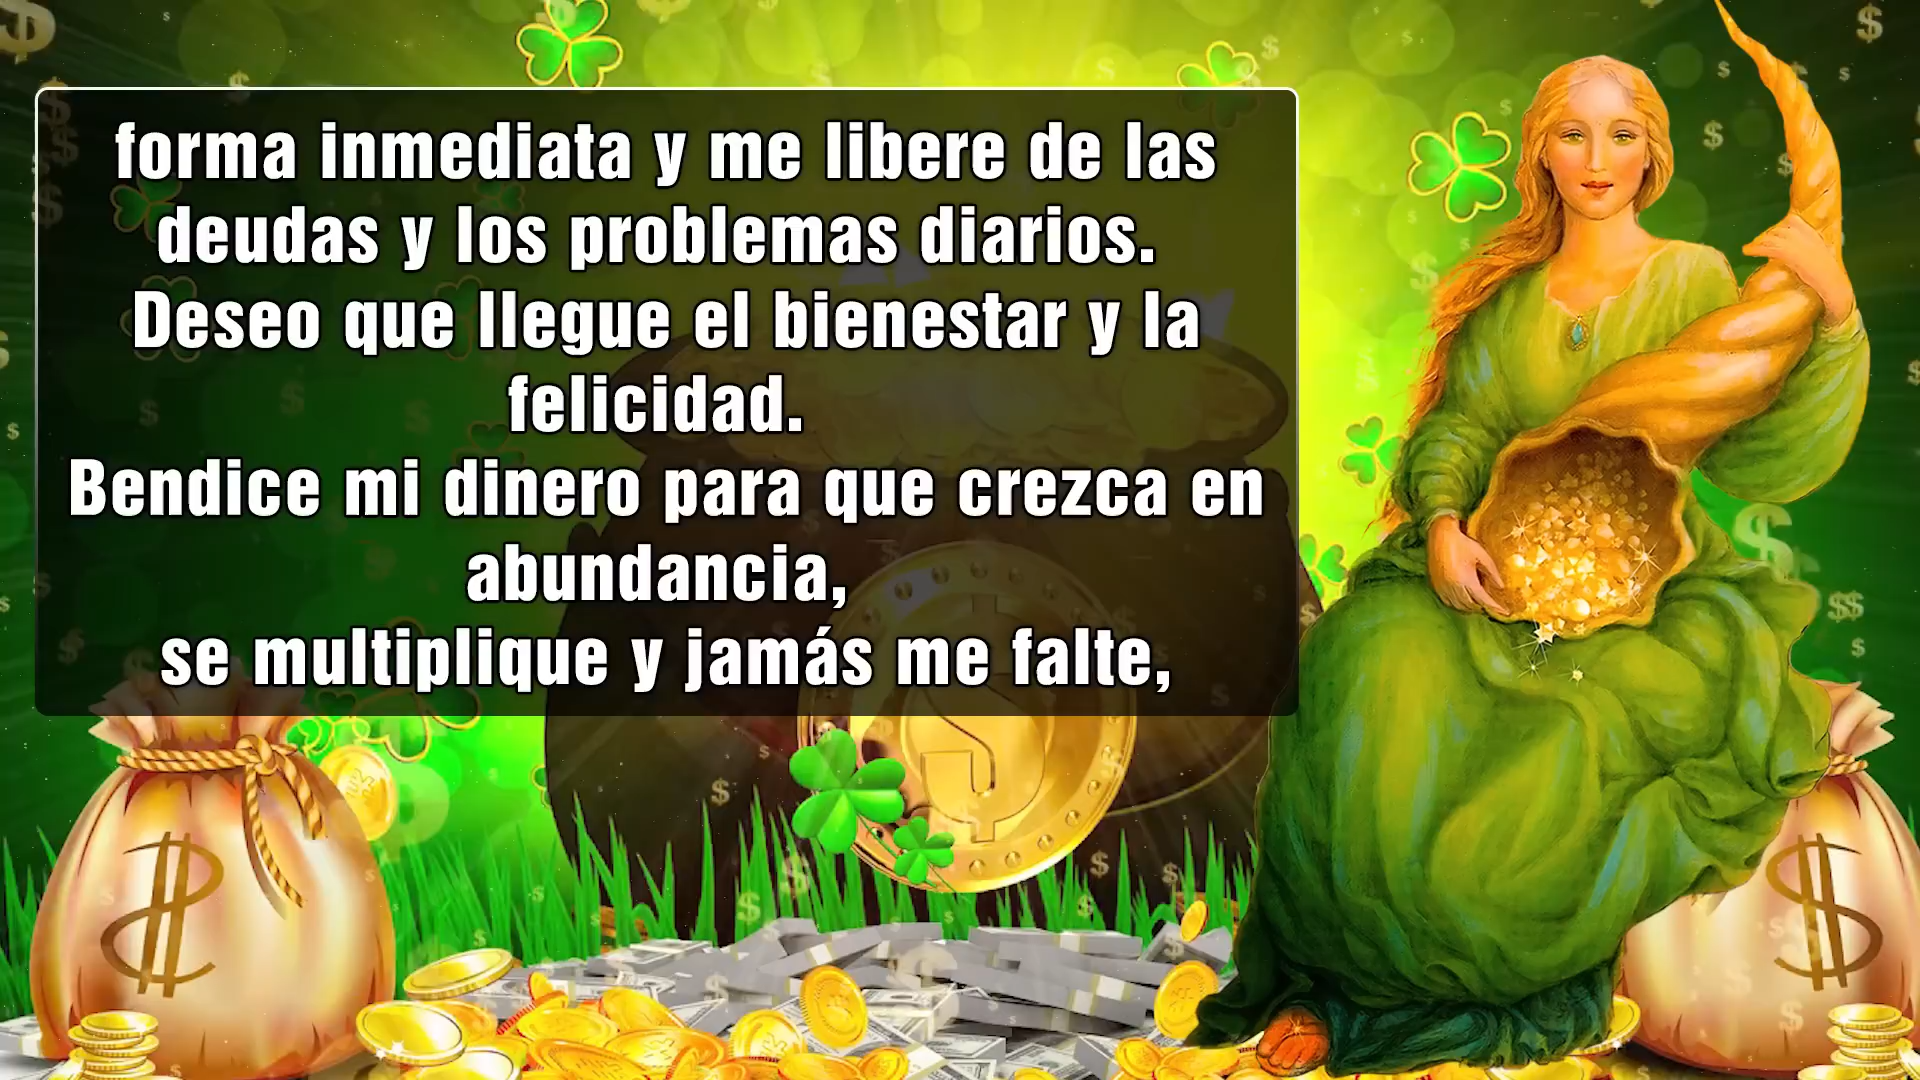 forma inmediata y me libere de las
deudas y los problemas diarios.
Deseo que llegue el bienestar y la
felicidad.
Bendice mi dinero para que crezca en
abundancia,
se multiplique y jamás me falte,